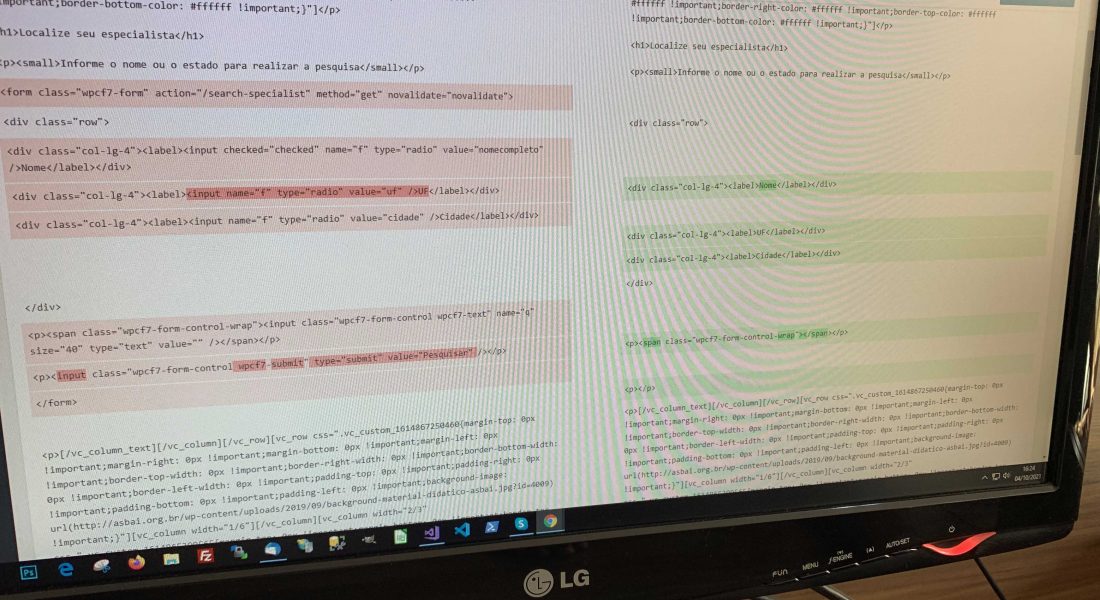 important;border-bottom-color: #ffffff !important;}"]</p>
<h1>Localize seu especialista</h1>
<p><small>Informe o nome ou o estado para realizar a pesquisa</small></p>
<form class="wpcf7-form" action="/search-specialist" method="get" novalidate="novalidate">
<div class="row">
<div class="col-lg-4"><label><input checked="checked" name="f" type="radio" value="nomecompleto"
/>Nome</label></div>
<div class="col-lg-4"><label><input name="f" type="radio" value="uf" />UF</label></div>
<div class="col-lg-4"><label><input name="f" type="radio" value="cidade" />Cidade</label></div>
</div>
<p><span class="wpcf7-form-control-wrap"><input class="wpcf7-form-control wpcf7-text" name="q"
size="40" type="text" value="" /></span></p>
<p><input class="wpcf7-form-control wpcf7-submit" type="submit" value="Pesquisar" /></p>
</form>
<p>[/vc_column_text][/vc_column][/vc_row][vc_row css=".vc_custom_1614867250460{margin-top: 0px
!important;margin-right: 0px !important;margin-bottom: 0px !important;margin-left: 0px
!important;border-top-width: 0px !important;border-right-width: 0px !important;border-bottom-width:
0px !important;border-left-width: 0px !important;padding-top: 0px !important;padding-right: 0px
!important;padding-bottom: 0px !important;padding-left: 0px !important;background-image:
url(http://asbai.org.br/wp-content/uploads/2019/09/background-material-didatico-asbai.jpg?id=4009)
!important;}"][vc_column width="1/6"][/vc_column][vc_column width="2/3"
#ffffff !important;border-right-color: #ffffff !important;border-top-color: #ffffff
!important;border-bottom-color: #ffffff !important;}"]</p>
<h1>Localize seu especialista</h1>
<p><small>Informe o nome ou o estado para realizar a pesquisa</small></p>
<div class="row">
<div class="col-lg-4"><label>Nome</label></div>
<div class="col-lg-4"><label>UF</label></div>
<div class="col-lg-4"><label>Cidade</label></div>
</div>
<p><span class="wpcf7-form-control-wrap"></span></p>
<p></p>
<p>[/vc_column_text][/vc_column][/vc_row][vc_row css=".vc_custom_1614867250460{margin-top: 0px
!important;margin-right: 0px !important;margin-bottom: 0px !important;margin-left: 0px
!important;border-top-width: 0px !important;border-right-width: 0px !important;border-bottom-width:
0px !important;border-left-width: 0px !important;padding-top: 0px !important;padding-right: 0px
!important;padding-bottom: 0px !important;padding-left: 0px !important;background-image:
url(http://asbai.org.br/wp-content/uploads/2019/09/background-material-didatico-asbai.jpg?id=4009)
!important;}"][vc_column width="1/6"][/vc_column][vc_column width="2/3"
16:24
04/10/2021
Ps
Fz
S
LG
FUN
MENU
ƒ·ENGINE
(A)
AUTO/SET